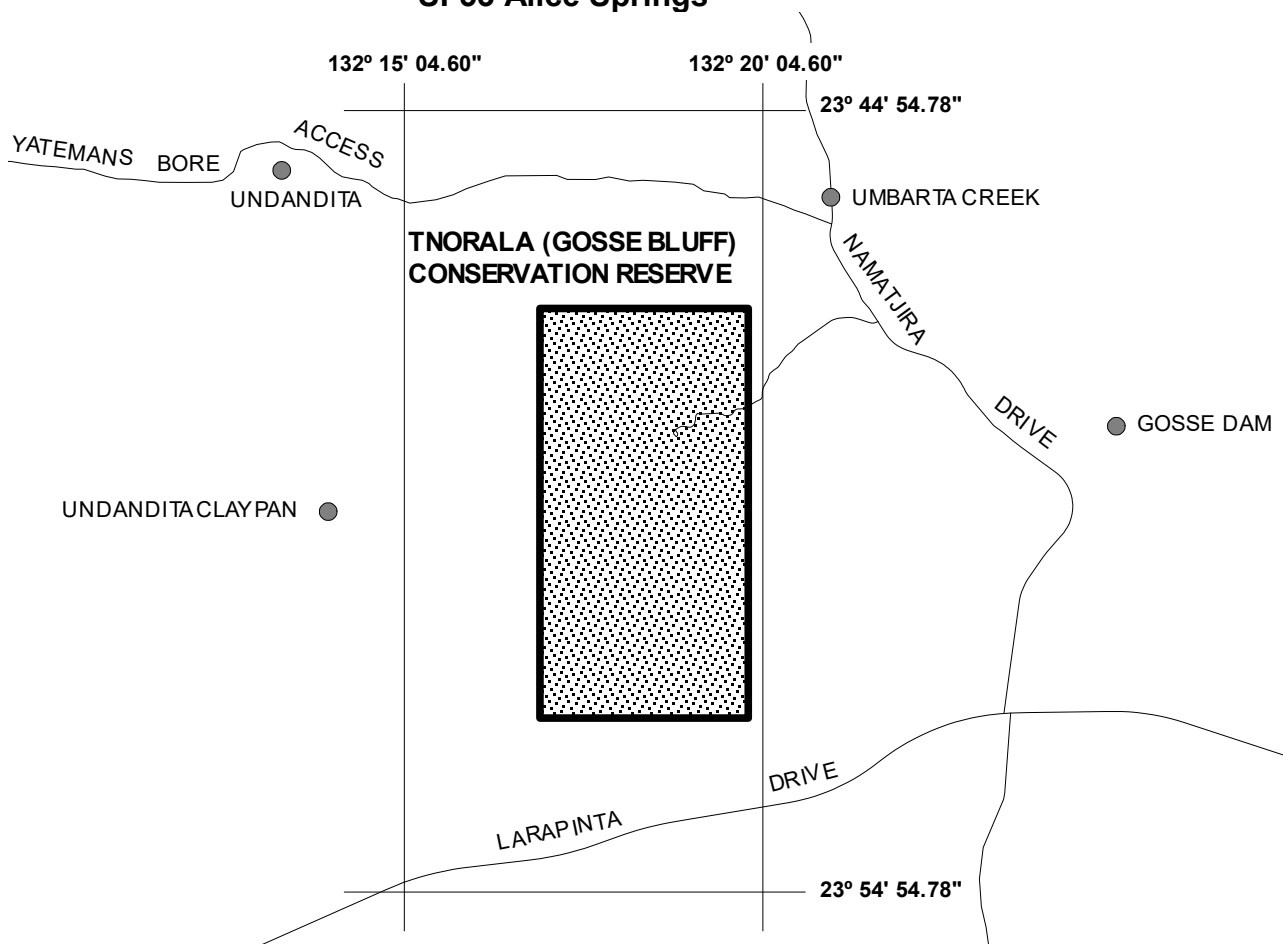 Alice Springs
132º 15' 04.60" 132º 20' 04.60"
23º 44' 54.78"
YATEMANS BORE ACCESS
UNDANDITA
UMBARTA CREEK
TNORALA (GOSSE BLUFF)
CONSERVATION RESERVE
NAMATJIRA DRIVE
GOSSE DAM
UNDANDITA CLAYPAN
LARAPINTA DRIVE
23º 54' 54.78"